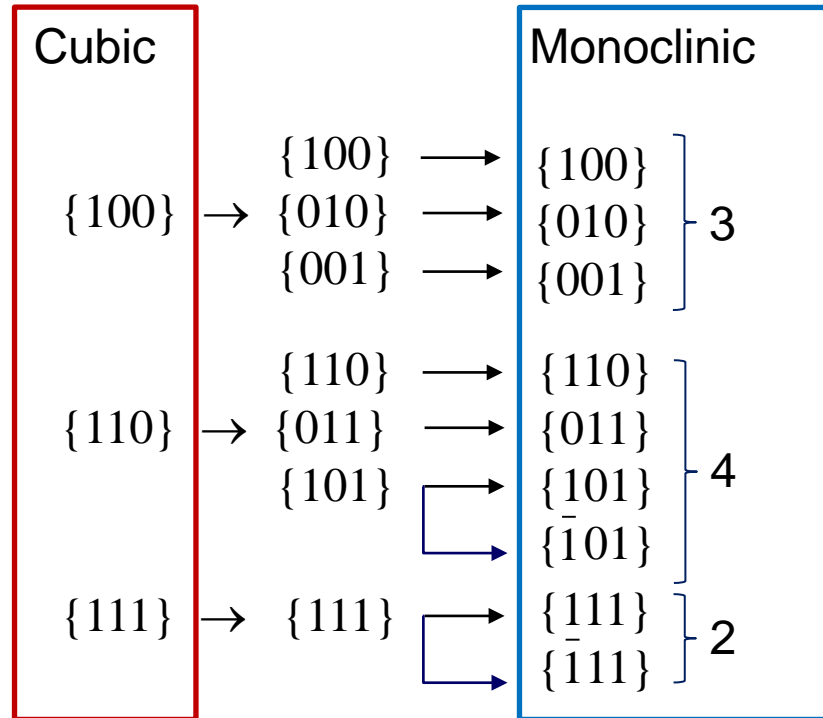 Cubic Monoclinic
{100} → {100}
{100} → {100} → {010} → {010} 3
{001} → {001}
{110} → {110}
{110} → {011} → {011} 4
{101} → {101}
{1̄01}
{111} → {111} → {111} 2
{1̄11}